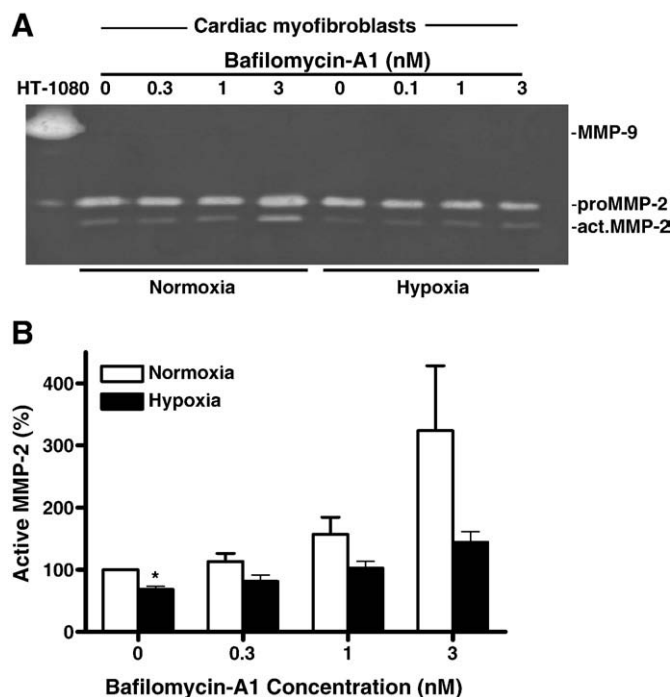 A
Cardiac myofibroblasts
Bafilomycin-A1 (nM)
HT-1080 0 0.3 1 3 0 0.1 1 3
-MMP-9
-proMMP-2
-act.MMP-2
Normoxia Hypoxia
B
Normoxia
Hypoxia
Active MMP-2 (%)
400
300
200
100
0
*
0 0.3 1 3
Bafilomycin-A1 Concentration (nM)